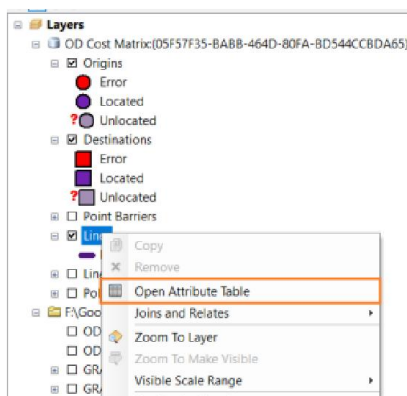 Layers
OD Cost Matrix:(05F57F35-BABB-464D-80FA-BD544CCBDA65)
Origins
Error
Located
? Unlocated
Destinations
Error
Located
? Unlocated
Point Barriers
Copy
Remove
Open Attribute Table
F:\Goo
Joins and Relates
OD
Zoom To Layer
OD
Zoom To Make Visible
GRA
Visible Scale Range
GRA